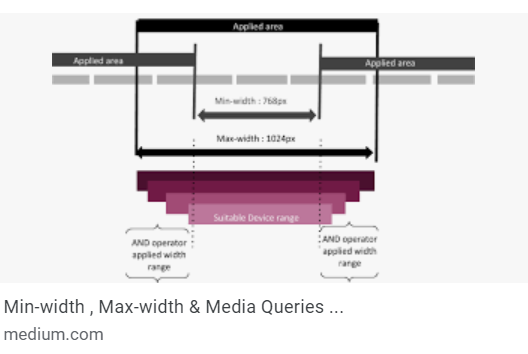 Applied area
Applied area
Applied area
Min-width : 768px
Max-width : 1024px
Suitable Device range
AND operator
applied width
range
AND operator
applied width
range
Min-width , Max-width & Media Queries ...
medium.com